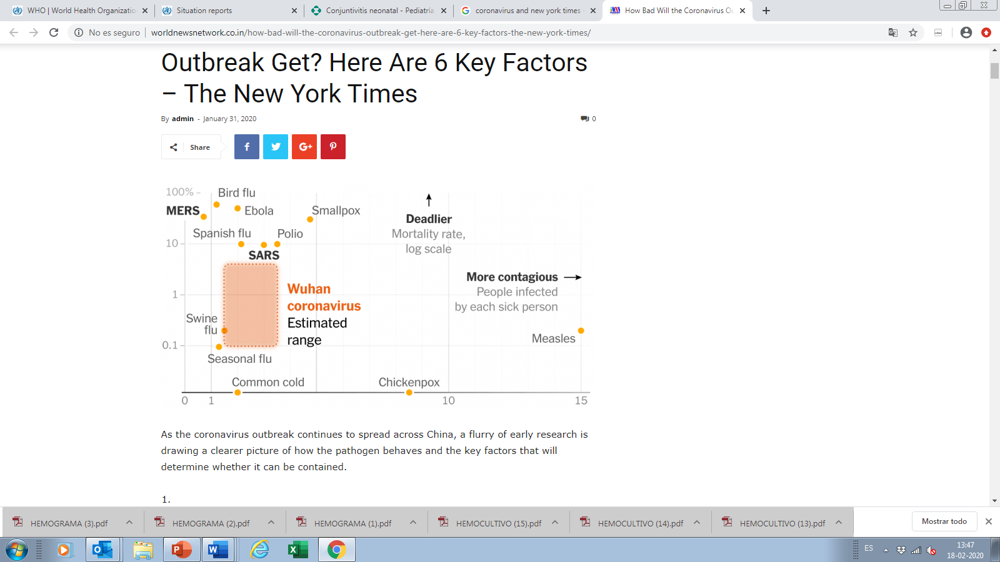 WHO | World Health Organizatio
Situation reports
Conjuntivitis neonatal - Pediatría
coronavirus and new york times -
How Bad Will the Coronavirus Ou
No es seguro
worldnewsnetwork.co.in/how-bad-will-the-coronavirus-outbreak-get-here-are-6-key-factors-the-new-york-times/
Outbreak Get? Here Are 6 Key Factors
– The New York Times
By admin - January 31, 2020
0
Share
f
G+
100%
Bird flu
MERS
Ebola
Smallpox
Deadlier
Spanish flu
Polio
Mortality rate,
10
log scale
SARS
More contagious
Wuhan
People infected
1
coronavirus
by each sick person
Swine
Estimated
flu
range
Measles
0.1
Seasonal flu
Common cold
Chickenpox
0
1
10
15
As the coronavirus outbreak continues to spread across China, a flurry of early research is
drawing a clearer picture of how the pathogen behaves and the key factors that will
determine whether it can be contained.
1.
HEMOGRAMA (3).pdf
HEMOGRAMA (2).pdf
HEMOGRAMA (1).pdf
HEMOCULTIVO (15).pdf
HEMOCULTIVO (14).pdf
HEMOCULTIVO (13).pdf
Mostrar todo
ES
13:47
18-02-2020